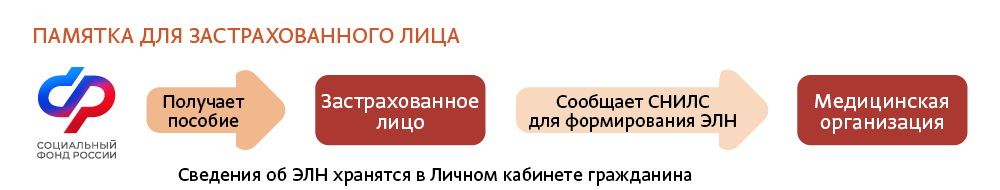 ПАМЯТКА ДЛЯ ЗАСТРАХОВАННОГО ЛИЦА
СОЦИАЛЬНЫЙ
ФОНД РОССИИ
Получает
пособие
Застрахованное
лицо
Сообщает СНИЛС
для формирования ЭЛН
Медицинская
организация
Сведения об ЭЛН хранятся в Личном кабинете гражданина